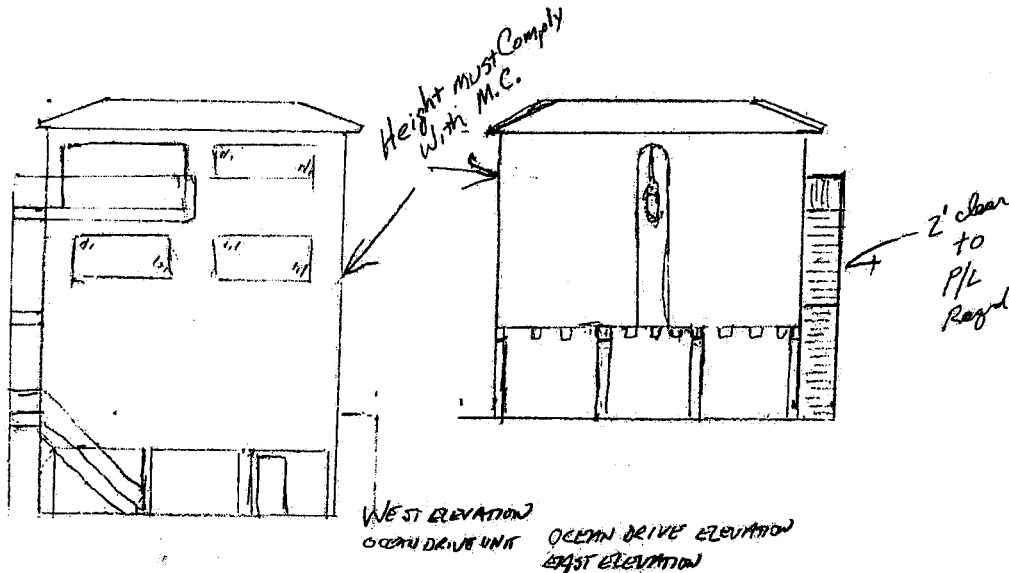 Height must Comply
With M.C.
2' clear
to
P/L
Reqd
WEST ELEVATION
OCEAN DRIVE UNIT
OCEAN DRIVE ELEVATION
EAST ELEVATION